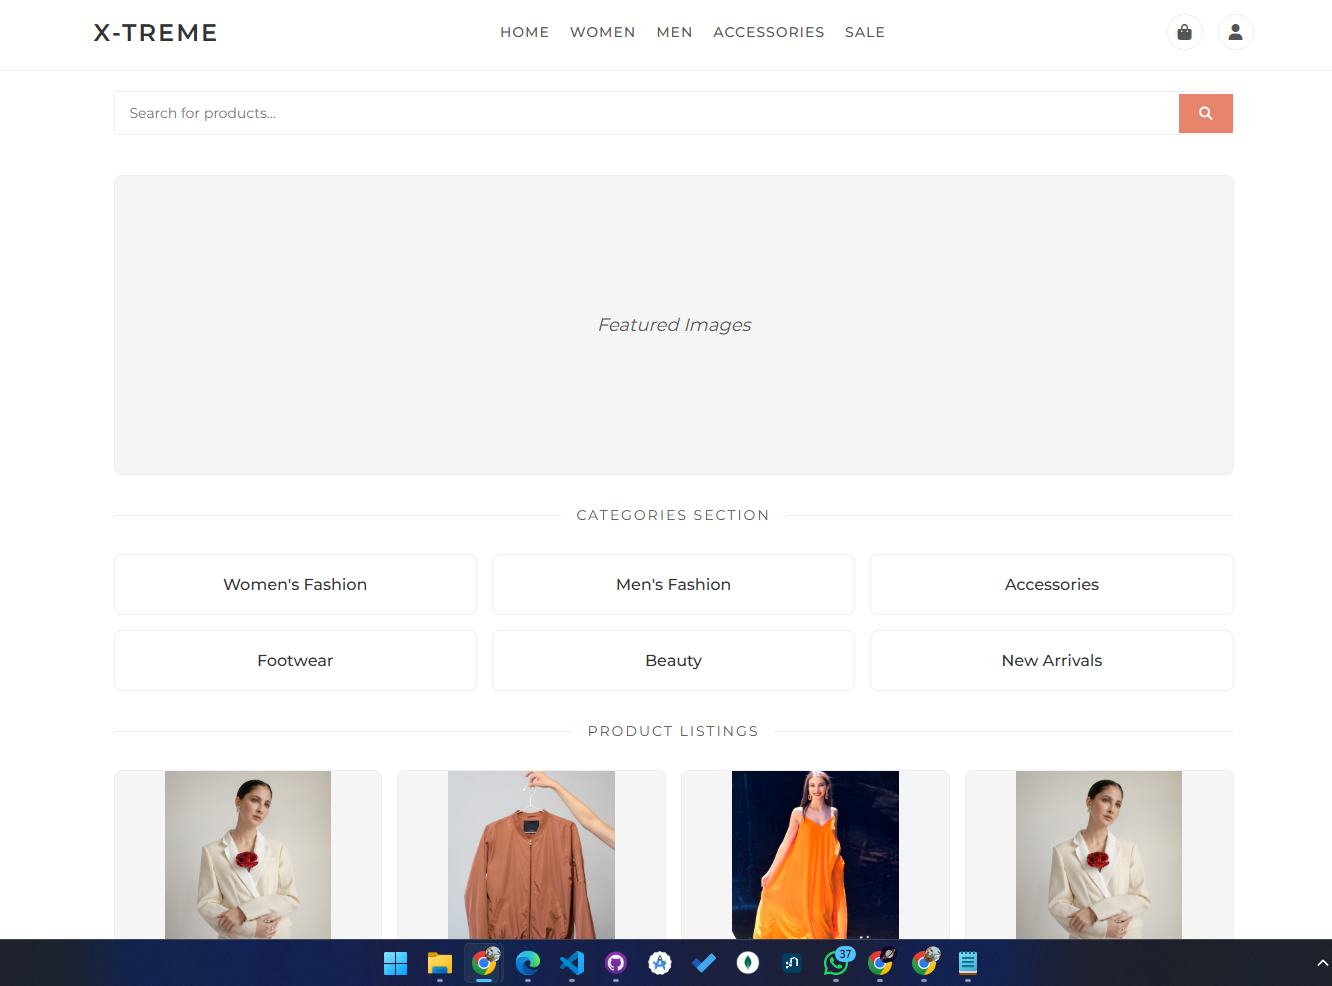 X-TREME
HOME WOMEN MEN ACCESSORIES SALE
Search for products...
Featured Images
CATEGORIES SECTION
Women's Fashion Men's Fashion Accessories
Footwear Beauty New Arrivals
PRODUCT LISTINGS
37